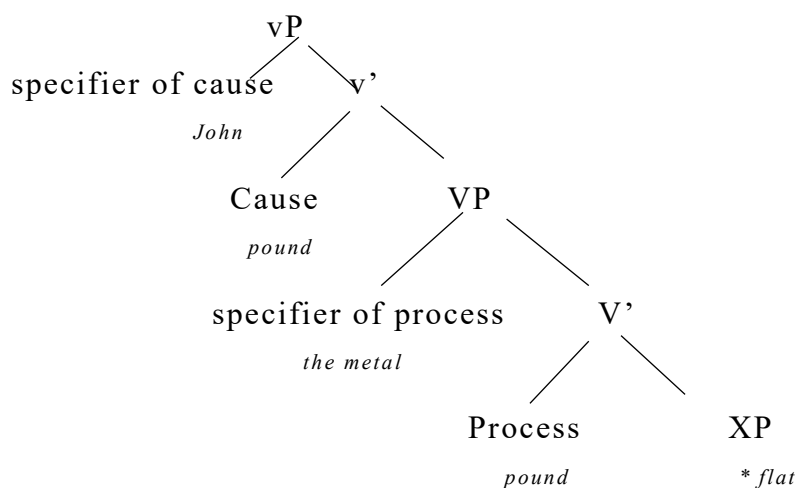 vP
specifier of cause v’
John
Cause VP
pound
specifier of process V’
the metal
Process XP
pound * flat